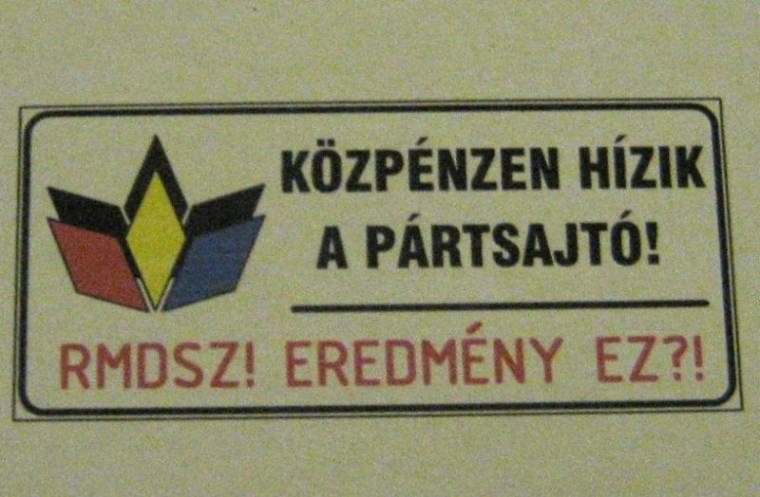 KÖZPÉNZEN HÍZIK
A PÁRTSAJTÓ!
RMDSZ! EREDMÉNY EZ?!